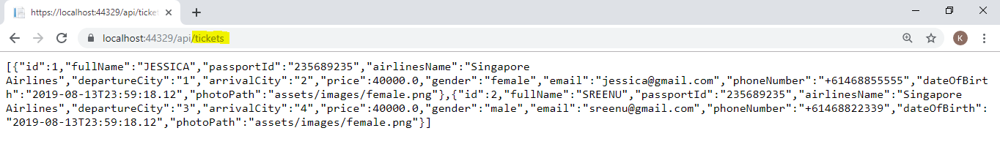 https://localhost:44329/api/ticket
localhost:44329/api/tickets
K
[{"id":1,"fullName":"JESSICA","passportId":"235689235","airlinesName":"Singapore
Airlines","departureCity":"1","arrivalCity":"2","price":40000.0,"gender":"female","email":"jessica@gmail.com","phoneNumber":"+61468855555","dateOfBirt
h":"2019-08-13T23:59:18.12","photoPath":"assets/images/female.png"},{"id":2,"fullName":"SREENU","passportId":"235689235","airlinesName":"Singapore
Airlines","departureCity":"3","arrivalCity":"4","price":40000.0,"gender":"male","email":"sreenu@gmail.com","phoneNumber":"+61468822339","dateOfBirth":
"2019-08-13T23:59:18.12","photoPath":"assets/images/female.png"}]